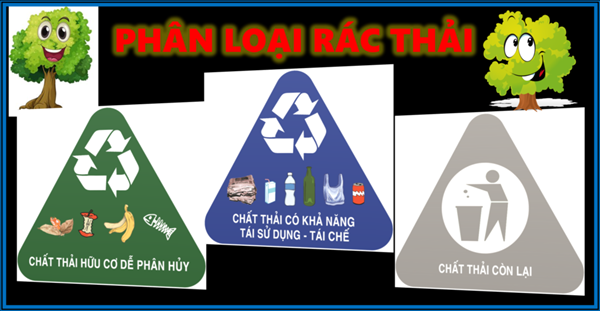 PHÂN LOẠI RÁC THẢI
CHẤT THẢI HỮU CƠ DỄ PHÂN HỦY
CHẤT THẢI CÓ KHẢ NĂNG
TÁI SỬ DỤNG - TÁI CHẾ
CHẤT THẢI CÒN LẠI